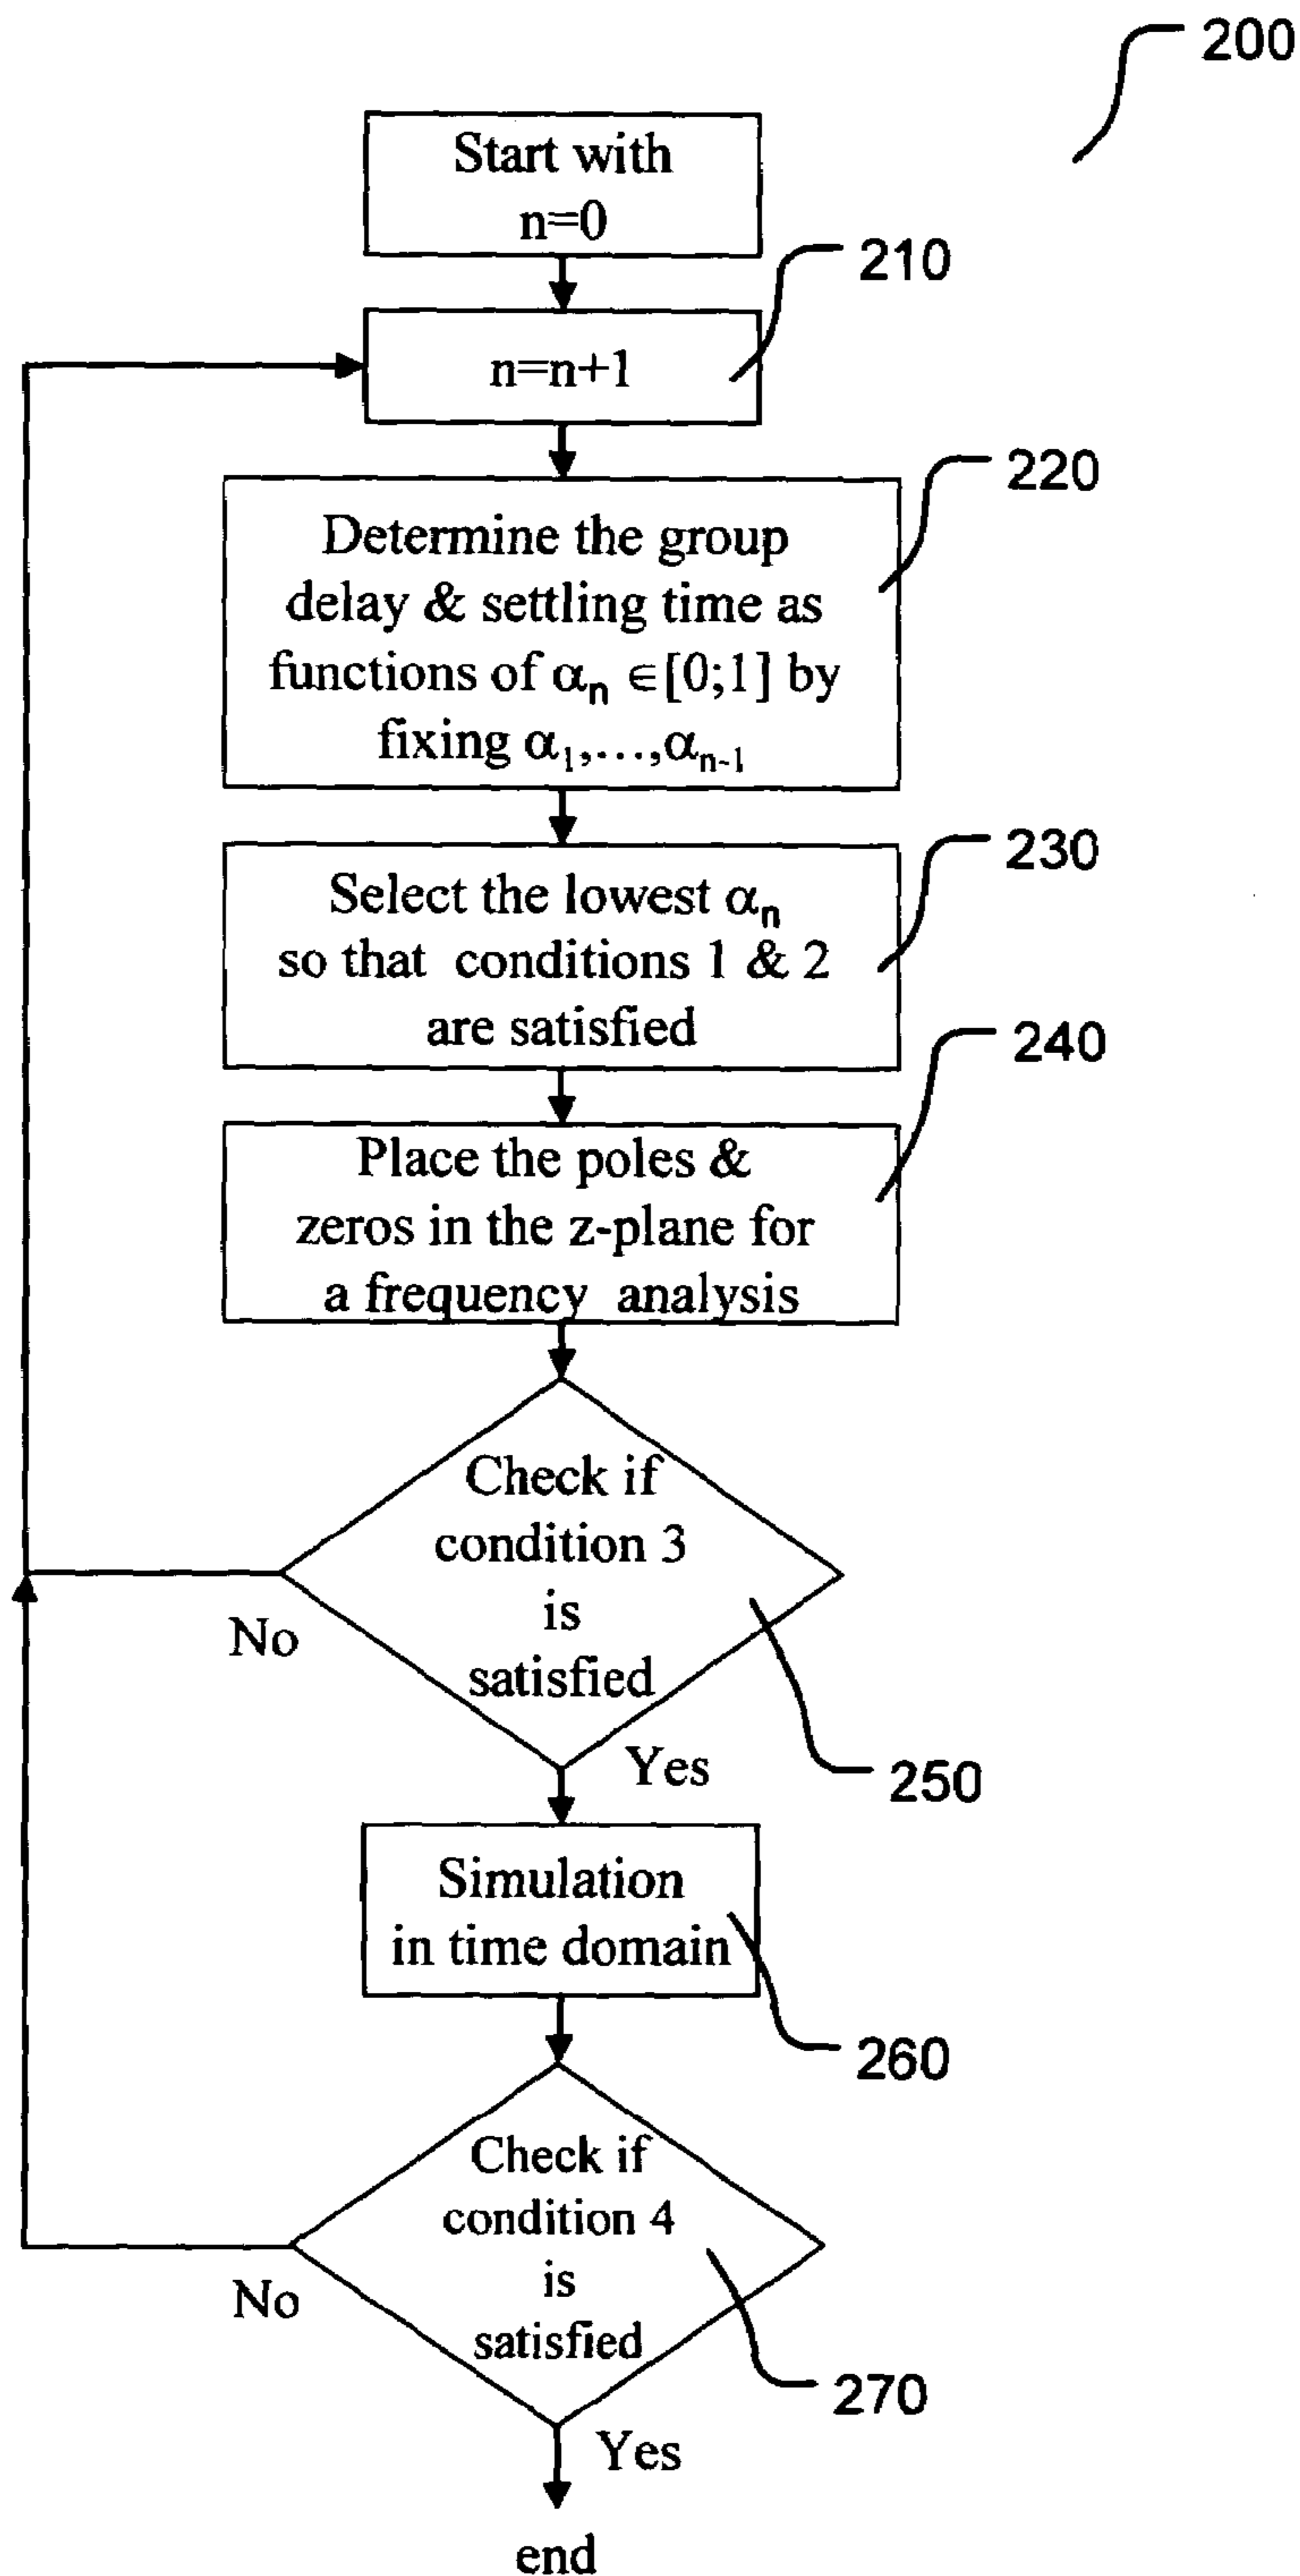 200
Start with
n=0
210
n=n+1
220
Determine the group
delay & settling time as
functions of αn ∈[0;1] by
fixing α1,…,αn-1
230
Select the lowest αn
so that conditions 1 & 2
are satisfied
240
Place the poles &
zeros in the z-plane for
a frequency analysis
Check if
condition 3
is
satisfied
No
Yes
250
Simulation
in time domain
260
Check if
condition 4
is
satisfied
No
270
Yes
end